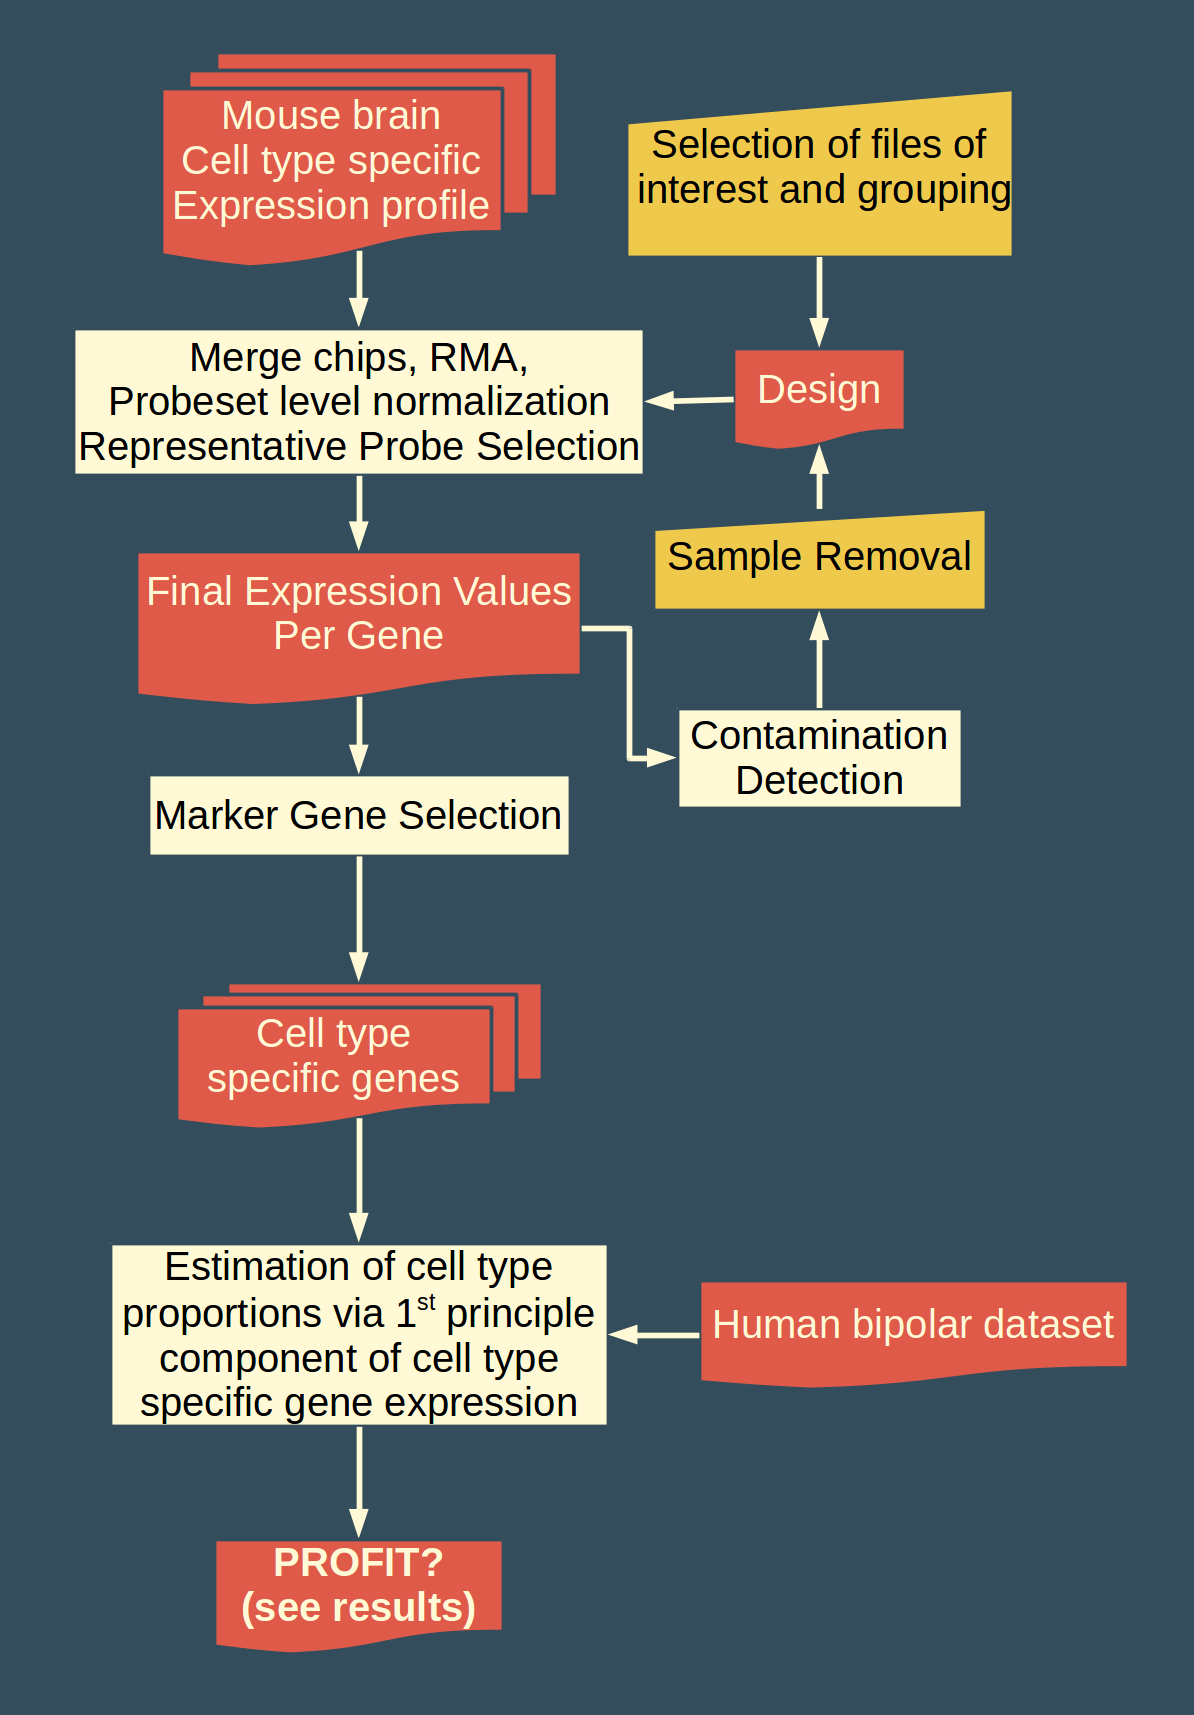 Mouse brain
Cell type specific
Expression profile
Selection of files of
interest and grouping
Merge chips, RMA,
Probeset level normalization
Representative Probe Selection
Design
Sample Removal
Final Expression Values
Per Gene
Contamination
Detection
Marker Gene Selection
Cell type
specific genes
Estimation of cell type
proportions via 1st principle
component of cell type
specific gene expression
Human bipolar dataset
PROFIT?
(see results)